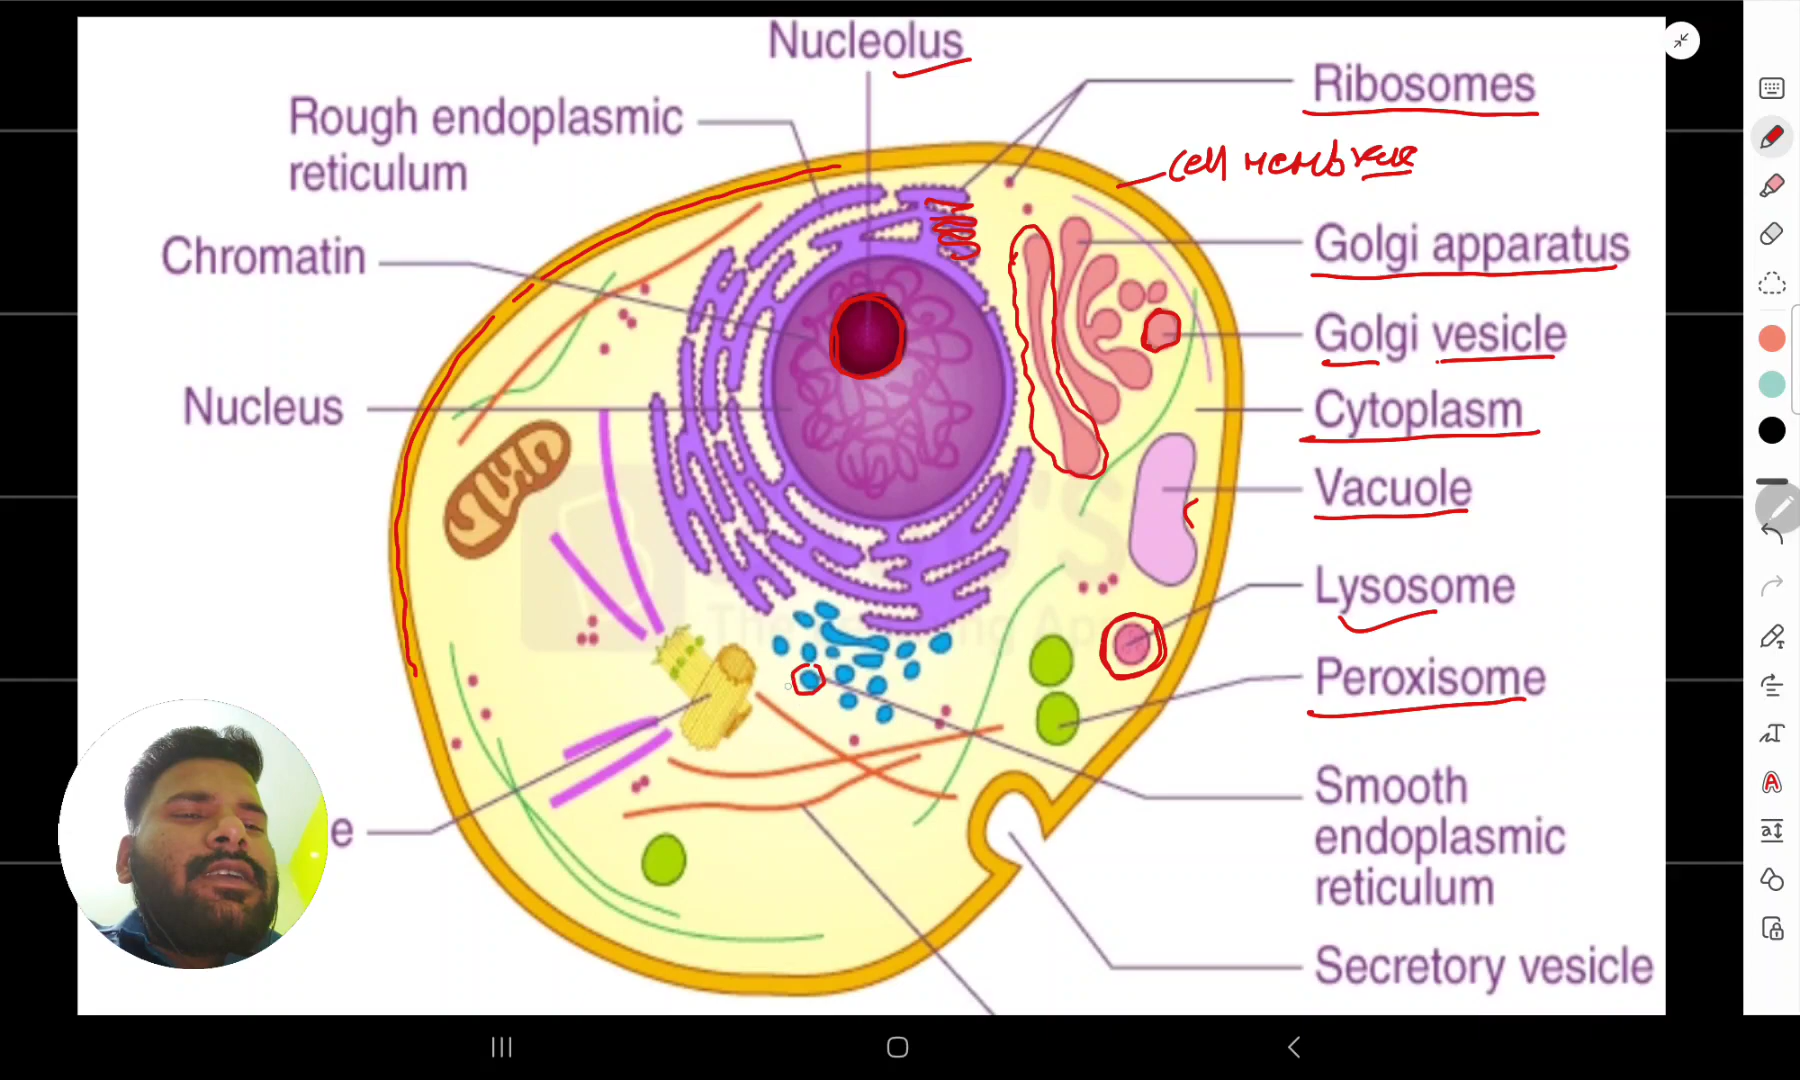 Nucleolus
Ribosomes
Rough endoplasmic
reticulum
cell membrane
Golgi apparatus
Chromatin
Golgi vesicle
Nucleus
Cytoplasm
Vacuole
Lysosome
Peroxisome
Smooth
endoplasmic
reticulum
e
Secretory vesicle